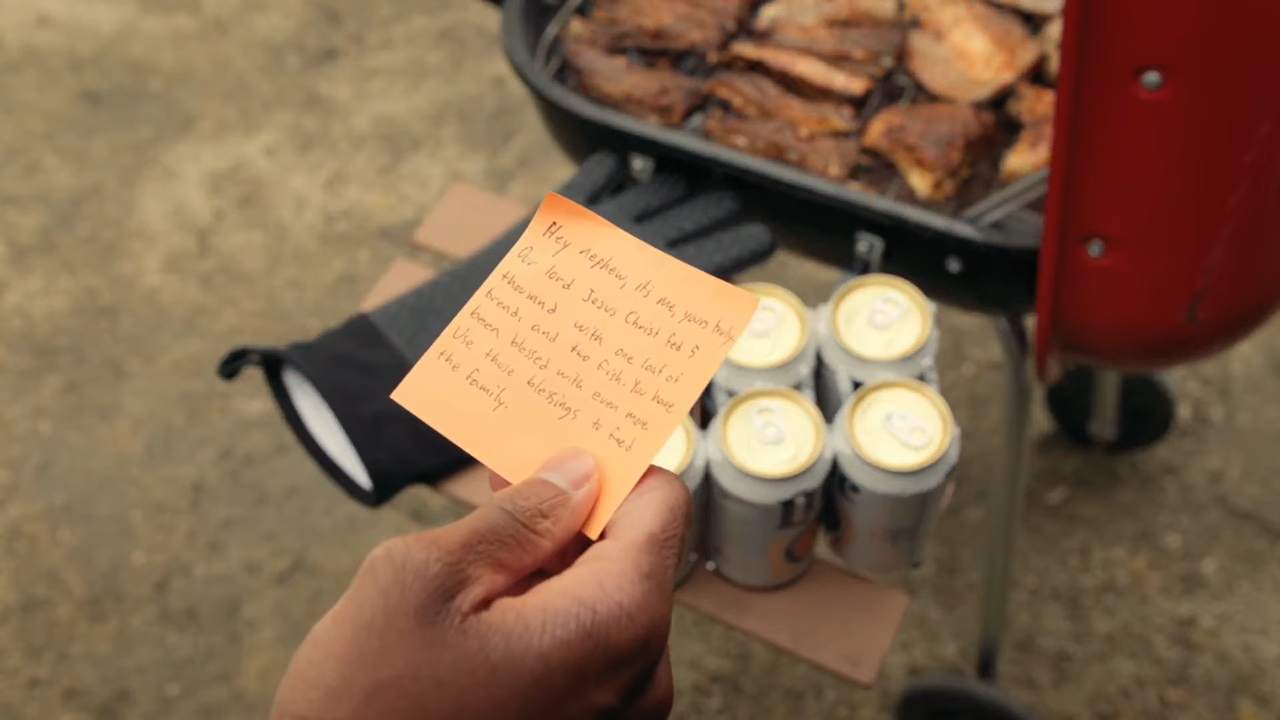 Hey nephew, it's me, yours truly.
Our lord Jesus Christ fed 5
thousand with one loaf of
bread, and two fish. You have
been blessed with even more
Use those blessings to feed
the family.